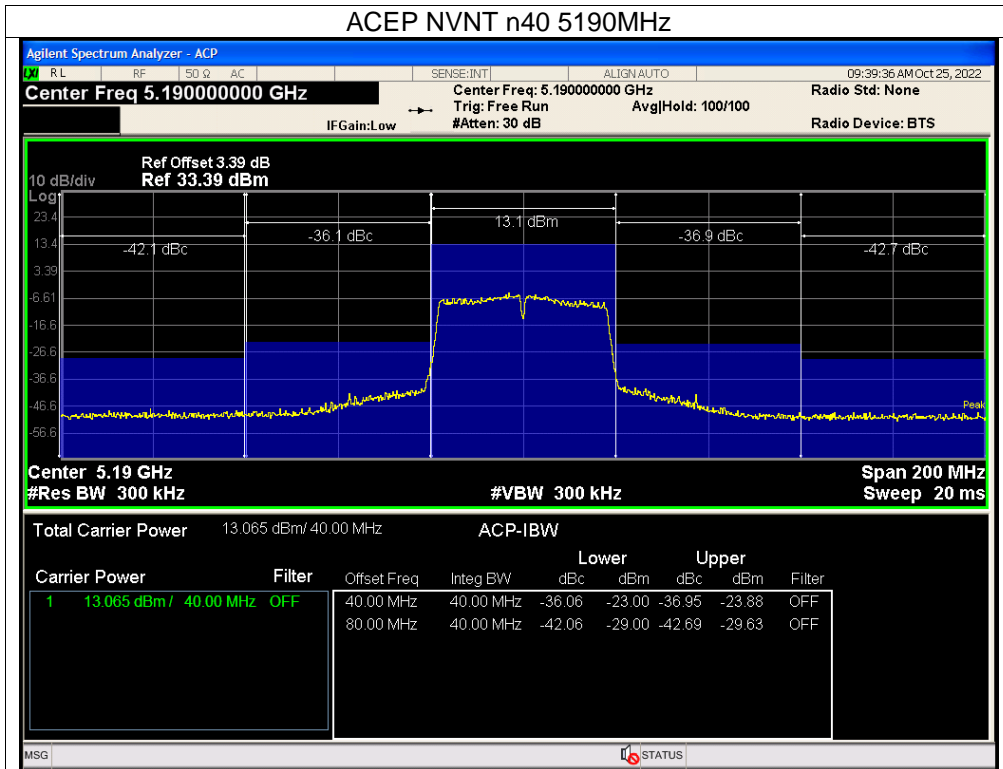 ACEP NVNT n40 5190MHz
Agilent Spectrum Analyzer - ACP
LXI RL RF 50 Ω AC SENSE:INT ALIGN AUTO 09:39:36 AM Oct 25, 2022
Center Freq 5.190000000 GHz Center Freq: 5.190000000 GHz Radio Std: None
Trig: Free Run Avg|Hold: 100/100
IFGain:Low #Atten: 30 dB Radio Device: BTS
Ref Offset 3.39 dB
10 dB/div Ref 33.39 dBm
Log
23.4
13.4
3.39
-6.61
-16.6
-26.6
-36.6
-46.6
-56.6
-42.1 dBc -36.1 dBc 13.1 dBm -36.9 dBc -42.7 dBc
Peak
Center 5.19 GHz Span 200 MHz
#Res BW 300 kHz #VBW 300 kHz Sweep 20 ms
Total Carrier Power 13.065 dBm/ 40.00 MHz ACP-IBW
Lower Upper
Carrier Power Filter Offset Freq Integ BW dBc dBm dBc dBm Filter
1 13.065 dBm / 40.00 MHz OFF 40.00 MHz 40.00 MHz -36.06 -23.00 -36.95 -23.88 OFF
80.00 MHz 40.00 MHz -42.06 -29.00 -42.69 -29.63 OFF
MSG STATUS